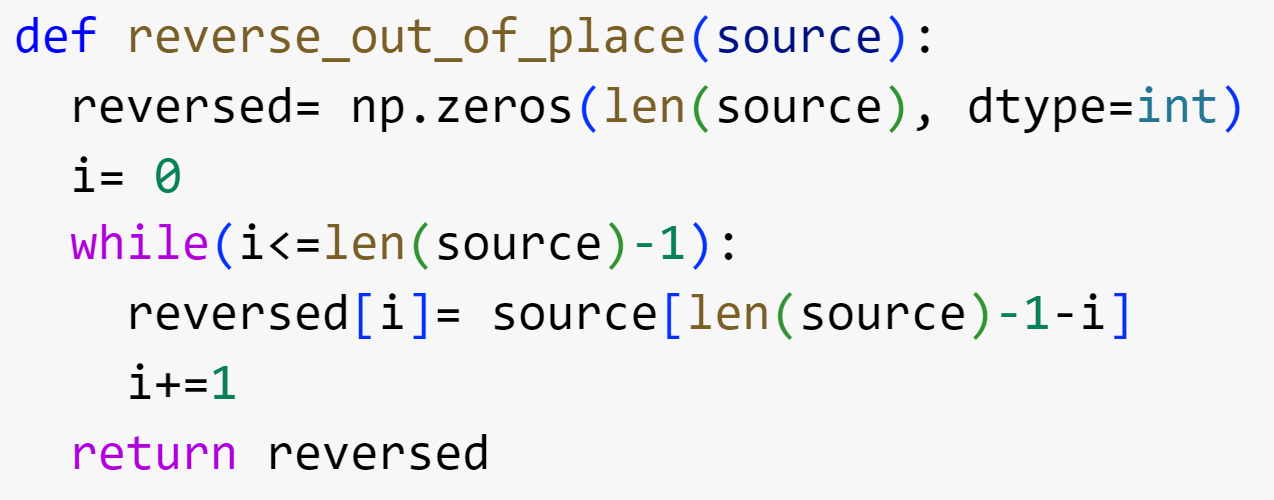 def reverse_out_of_place(source):
  reversed= np.zeros(len(source), dtype=int)
  i= 0
  while(i<=len(source)-1):
    reversed[i]= source[len(source)-1-i]
    i+=1
  return reversed